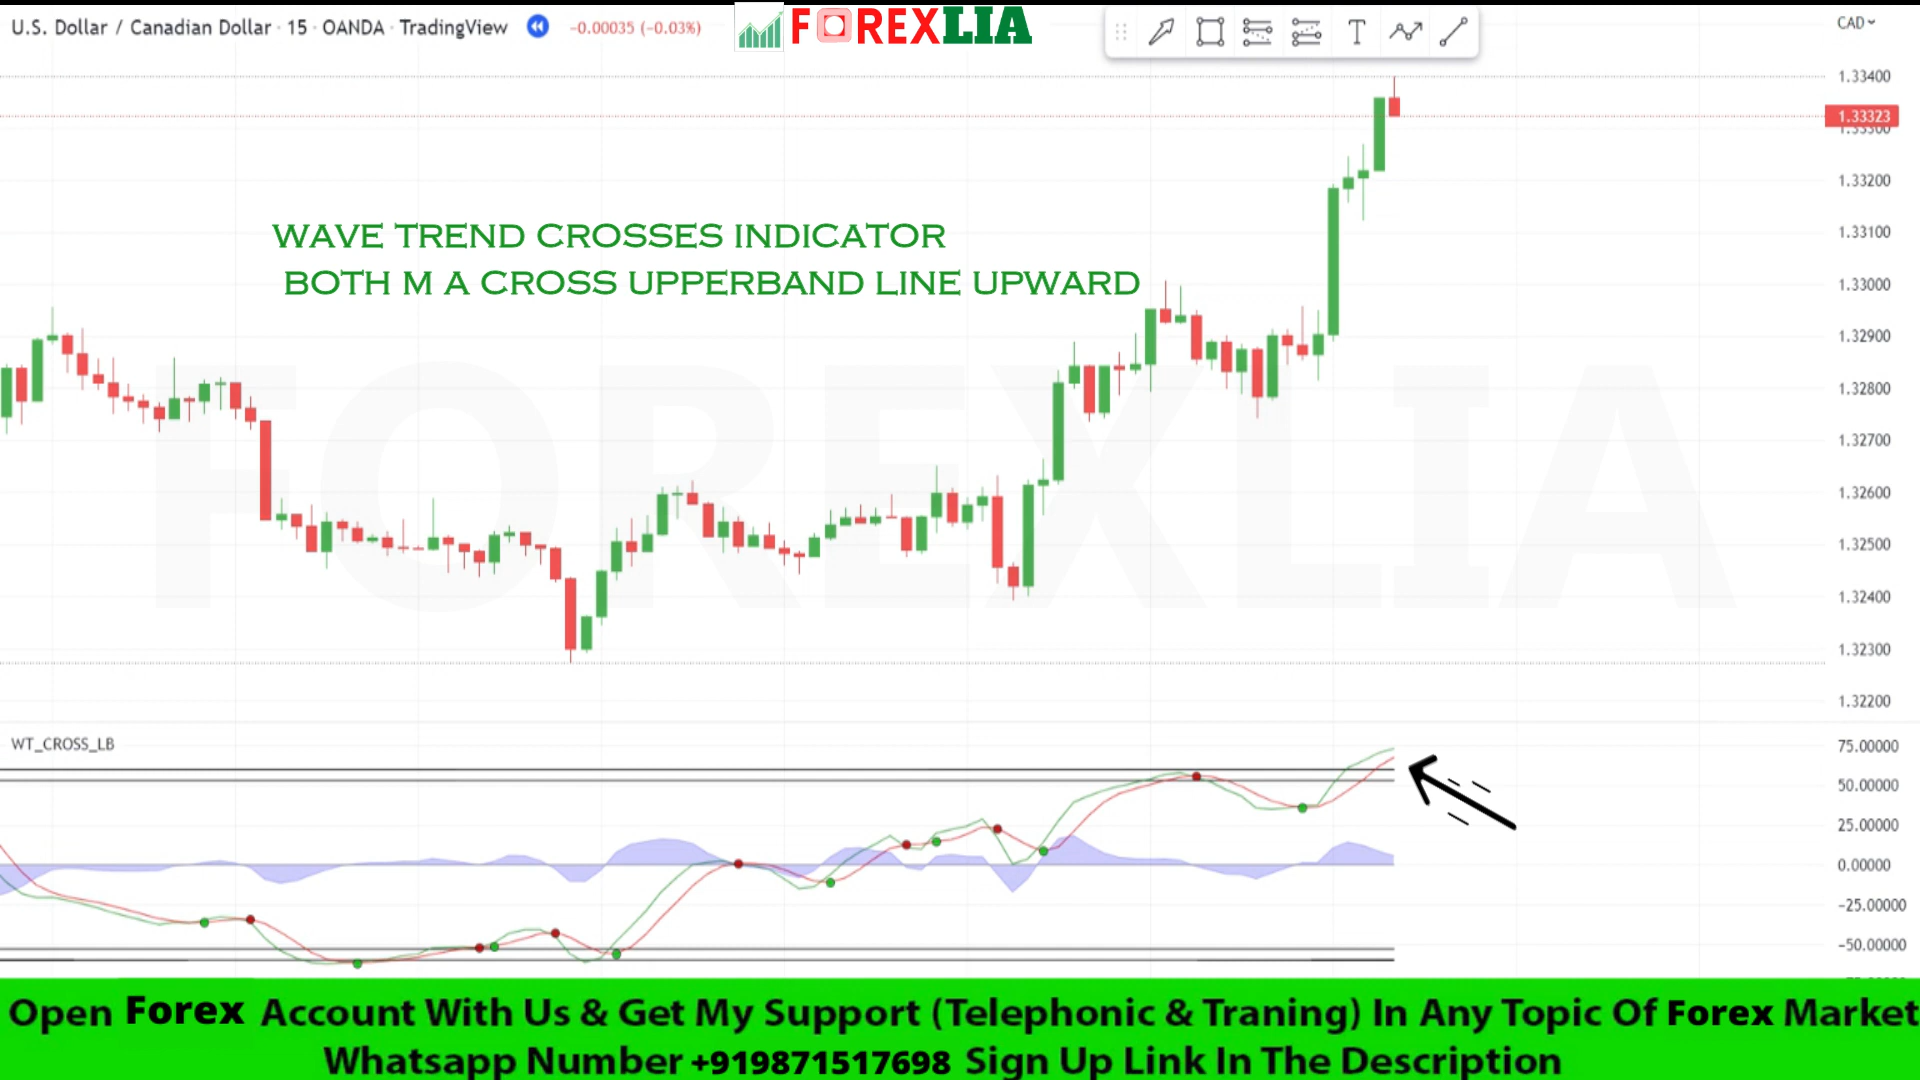 U.S. Dollar / Canadian Dollar · 15 · OANDA · TradingView -0.00035 (-0.03%)
FOREXLIA
T
CAD
1.33400
1.33323
1.33300
1.33200
1.33100
WAVE TREND CROSSES INDICATOR
BOTH M A CROSS UPPERBAND LINE UPWARD
1.33000
1.32900
1.32800
1.32700
1.32600
1.32500
1.32400
1.32300
1.32200
FOREXLIA
WT_CROSS_LB
75.00000
50.00000
25.00000
0.00000
-25.00000
-50.00000
Open Forex Account With Us & Get My Support (Telephonic & Traning) In Any Topic Of Forex Market
Whatsapp Number +919871517698 Sign Up Link In The Description